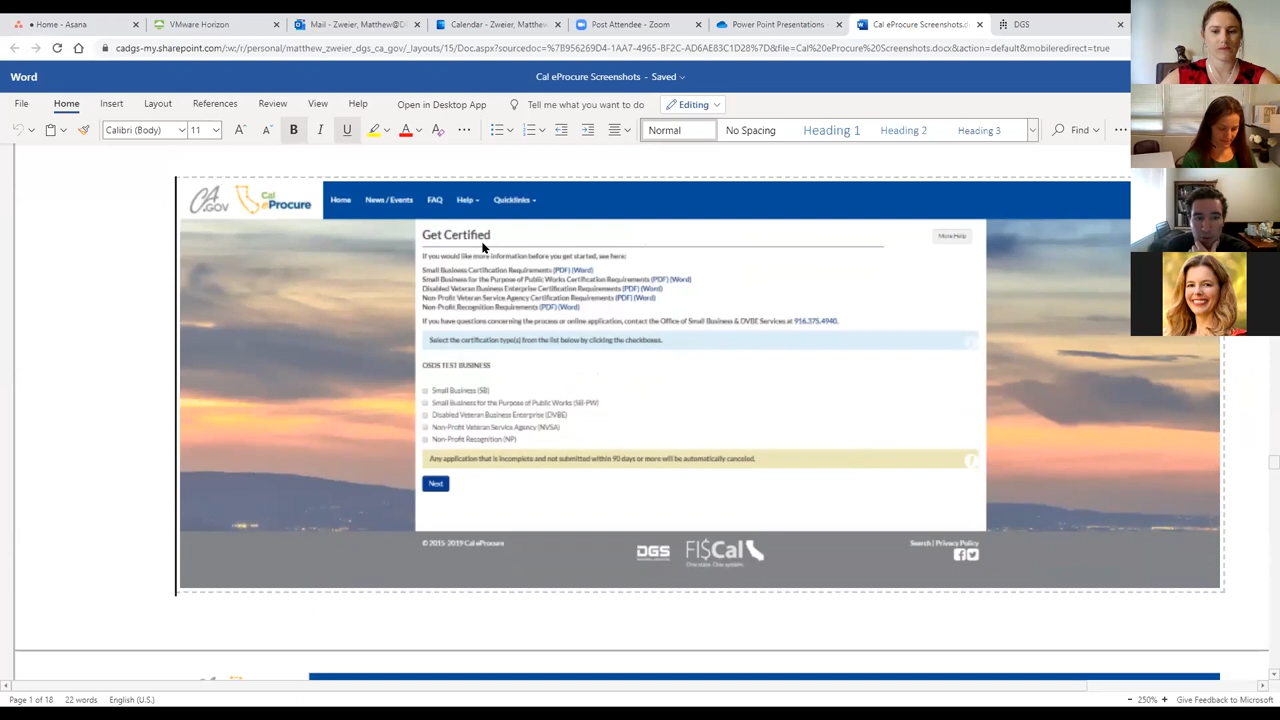 Home - Asana
VMware Horizon
Mail - Zweier, Matthew@D
Calendar - Zweier, Matthew
Post Attendee - Zoom
Power Point Presentations -
Cal eProcure Screenshots.d
DGS
cadgs-my.sharepoint.com/:w:/r/personal/matthew_zweier_dgs_ca_gov/_layouts/15/Doc.aspx?sourcedoc=%7B956269D4-1AA7-4965-BF2C-AD6AE83C1D28%7D&file=Cal%20eProcure%20Screenshots.docx&action=default&mobileredirect=true
Word
Cal eProcure Screenshots - Saved
File Home Insert Layout References Review View Help Open in Desktop App Tell me what you want to do Editing
Calibri (Body) 11 A A B I U A Normal No Spacing Heading 1 Heading 2 Heading 3 Find
CA.GOV Cal eProcure Home News / Events FAQ Help Quicklinks
Get Certified
More Help
If you would like more information before you get started, see here:
Small Business Certification Requirements (PDF) (Word)
Small Business for the Purpose of Public Works Certification Requirements (PDF) (Word)
Disabled Veteran Business Enterprise Certification Requirements (PDF) (Word)
Non-Profit Veteran Service Agency Certification Requirements (PDF) (Word)
Non-Profit Recognition Requirements (PDF) (Word)
If you have questions concerning the process or online application, contact the Office of Small Business & DVBE Services at 916.375.4940.
Select the certification type(s) from the list below by clicking the checkboxes.
OSDS TEST BUSINESS
Small Business (SB)
Small Business for the Purpose of Public Works (SB-PW)
Disabled Veteran Business Enterprise (DVBE)
Non-Profit Veteran Service Agency (NVSA)
Non-Profit Recognition (NP)
Any application that is incomplete and not submitted within 90 days or more will be automatically canceled.
Next
© 2015-2019 Cal eProcure
DGS
FI$Cal
One state. One system.
Search | Privacy Policy
Page 1 of 18 22 words English (U.S.) 250% Give Feedback to Microsoft